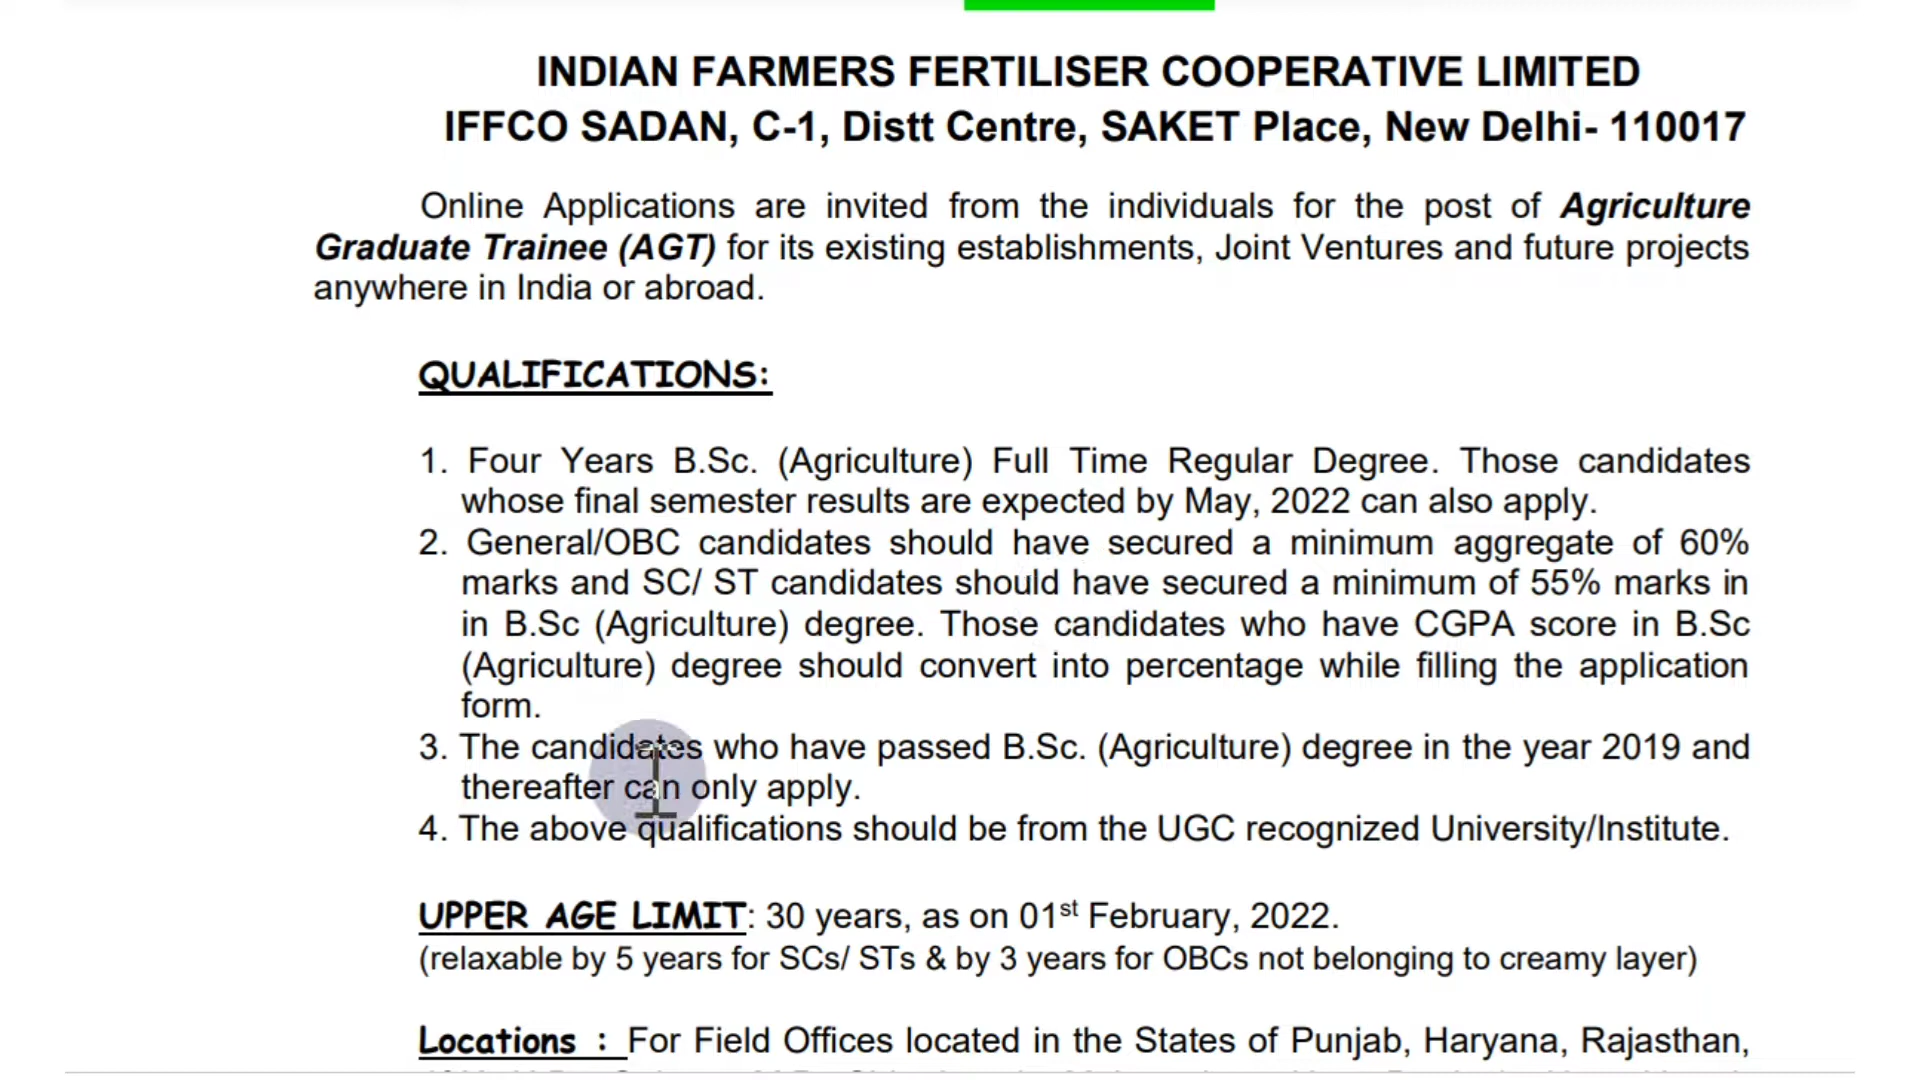 INDIAN FARMERS FERTILISER COOPERATIVE LIMITED
IFFCO SADAN, C-1, Distt Centre, SAKET Place, New Delhi- 110017
Online Applications are invited from the individuals for the post of Agriculture
Graduate Trainee (AGT) for its existing establishments, Joint Ventures and future projects
anywhere in India or abroad.
QUALIFICATIONS:
1. Four Years B.Sc. (Agriculture) Full Time Regular Degree. Those candidates
whose final semester results are expected by May, 2022 can also apply.
2. General/OBC candidates should have secured a minimum aggregate of 60%
marks and SC/ ST candidates should have secured a minimum of 55% marks in
in B.Sc (Agriculture) degree. Those candidates who have CGPA score in B.Sc
(Agriculture) degree should convert into percentage while filling the application
form.
3. The candidates who have passed B.Sc. (Agriculture) degree in the year 2019 and
thereafter can only apply.
4. The above qualifications should be from the UGC recognized University/Institute.
UPPER AGE LIMIT: 30 years, as on 01st February, 2022.
(relaxable by 5 years for SCs/ STs & by 3 years for OBCs not belonging to creamy layer)
Locations : For Field Offices located in the States of Punjab, Haryana, Rajasthan,